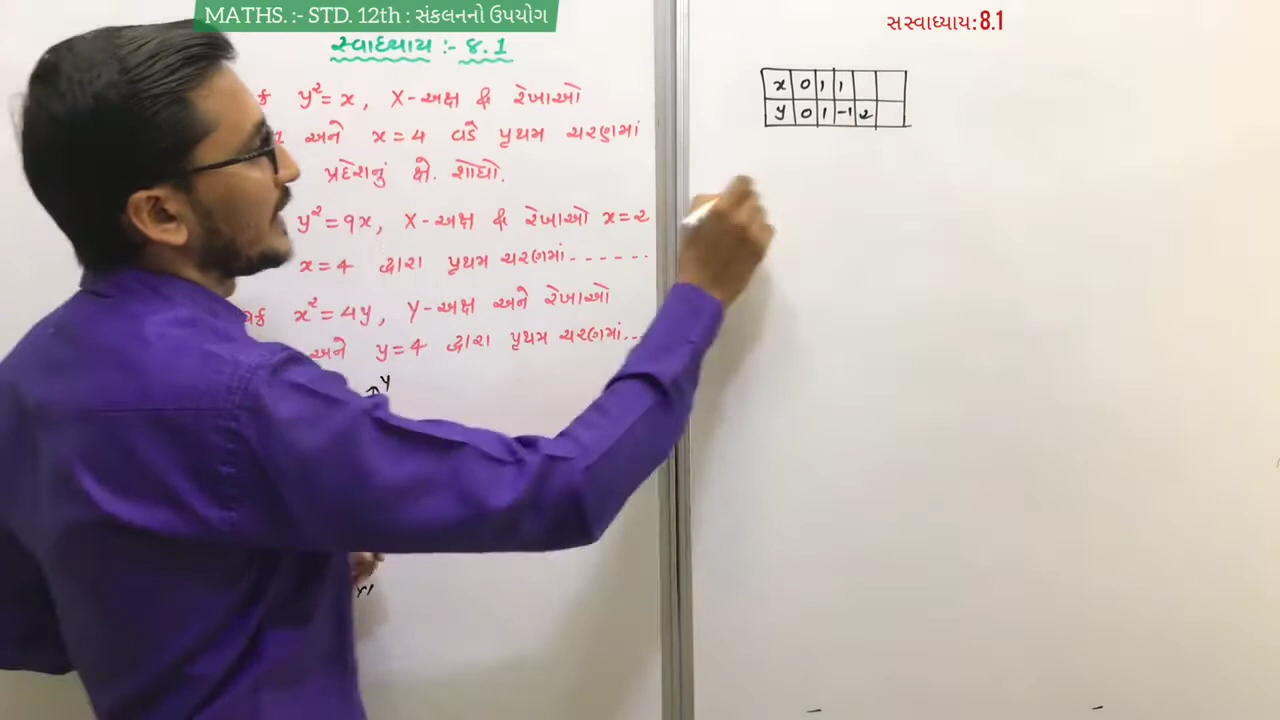 MATHS. :- STD. 12th : સંકલનનો ઉપયોગ
સસ્વાધ્યાય: 8.1
સ્વાધ્યાય :- 8.1
y² = x, X-અક્ષ & રેખાઓ
અને x = 4 વડે પ્રથમ ચરણમાં
પ્રદેશનું ક્ષે. શોધો.
y² = 9x, X-અક્ષ & રેખાઓ x = 2
x = 4 દ્વારા પ્રથમ ચરણમાં ------
x² = 4y, Y-અક્ષ અને રેખાઓ
અને y = 4 દ્વારા પ્રથમ ચરણમાં...
Y
Y'
x 0 1 1
y 0 1 -1 2